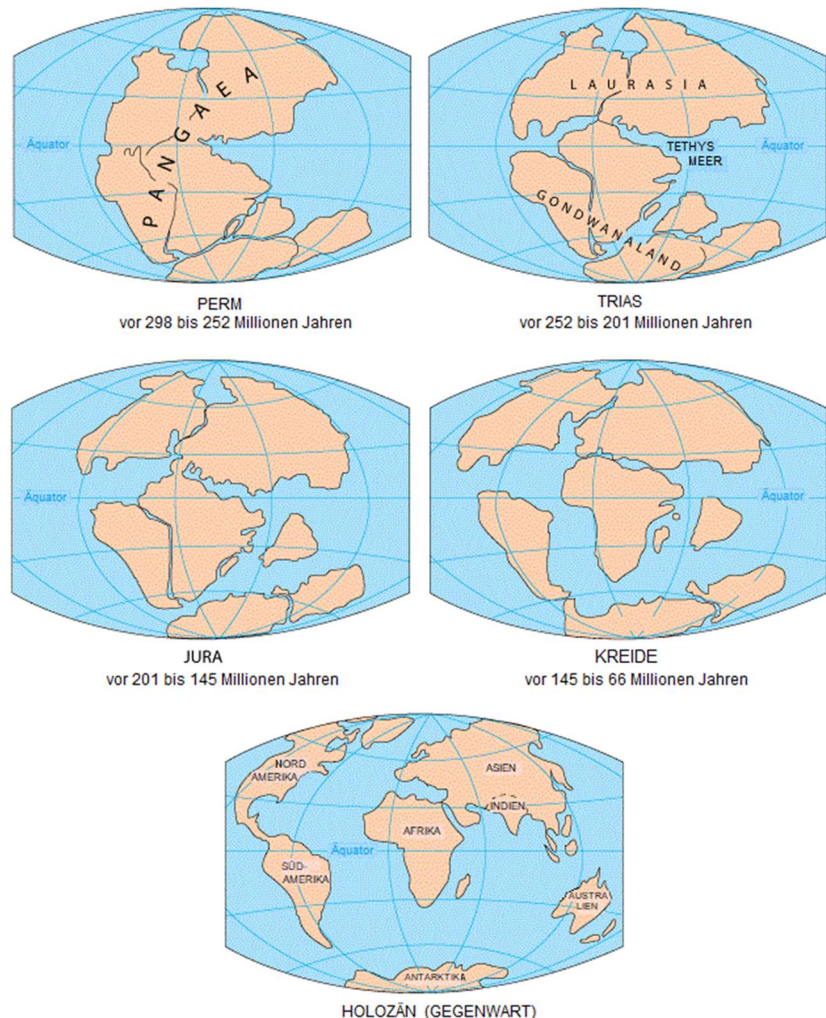 PANGAEA
Äquator
PERM
vor 298 bis 252 Millionen Jahren
LAURASIA
TETHYS
MEER
Äquator
GONDWANALAND
TRIAS
vor 252 bis 201 Millionen Jahren
Äquator
JURA
vor 201 bis 145 Millionen Jahren
Äquator
KREIDE
vor 145 bis 66 Millionen Jahren
NORD
AMERIKA
ASIEN
INDIEN
AFRIKA
Äquator
SÜD-
AMERIKA
AUSTRA
LIEN
ANTARKTIKA
HOLOZÄN (GEGENWART)